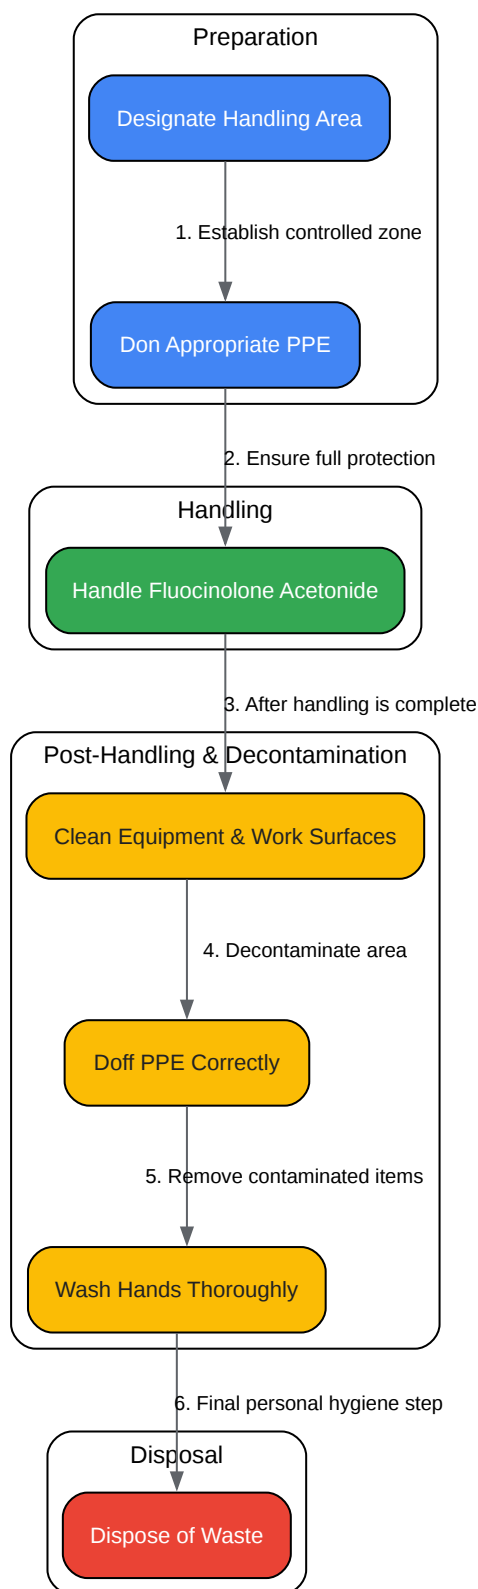 Preparation
Designate Handling Area
1. Establish controlled zone
Don Appropriate PPE
2. Ensure full protection
Handling
Handle Fluocinolone Acetonide
3. After handling is complete
Post-Handling & Decontamination
Clean Equipment & Work Surfaces
4. Decontaminate area
Doff PPE Correctly
5. Remove contaminated items
Wash Hands Thoroughly
6. Final personal hygiene step
Disposal
Dispose of Waste